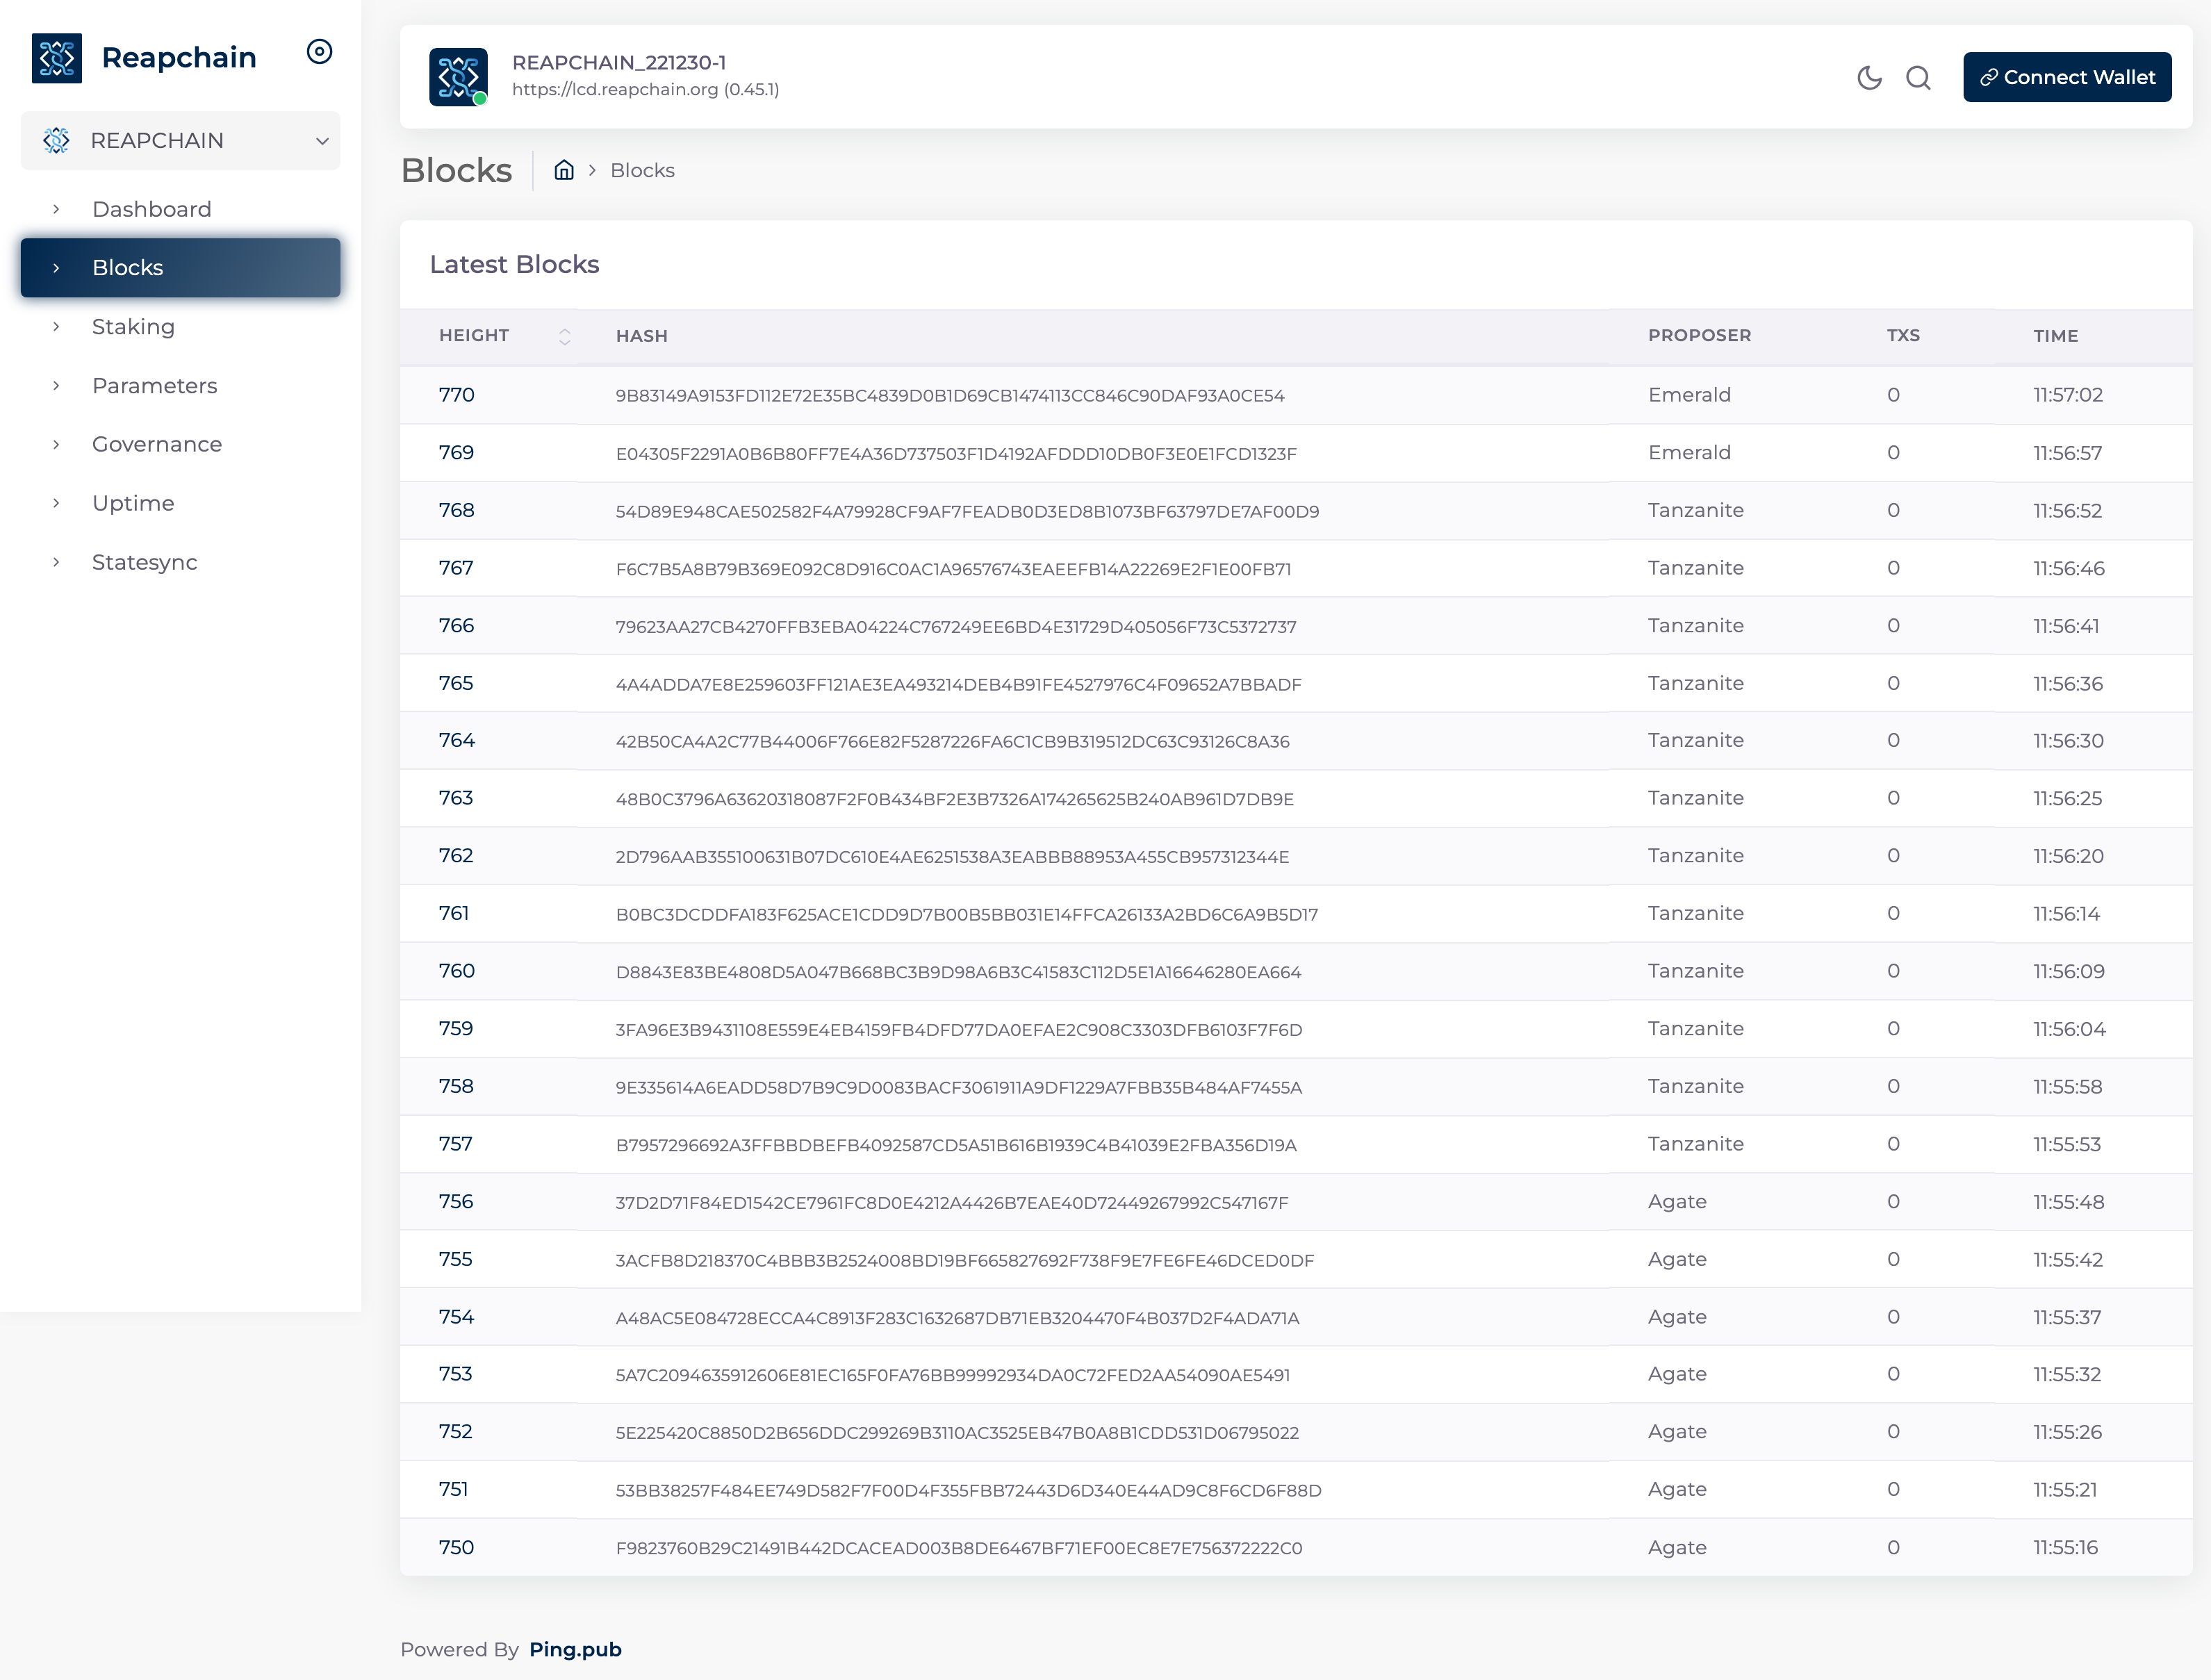 Reapchain
REAPCHAIN
Dashboard
Blocks
Staking
Parameters
Governance
Uptime
Statesync
REAPCHAIN_221230-1
https://lcd.reapchain.org (0.45.1)
Connect Wallet
Blocks
Blocks
Latest Blocks
HEIGHT HASH PROPOSER TXS TIME
770 9B83149A9153FD112E72E35BC4839D0B1D69CB1474113CC846C90DAF93A0CE54 Emerald 0 11:57:02
769 E04305F2291A0B6B80FF7E4A36D737503F1D4192AFDDD10DB0F3E0E1FCD1323F Emerald 0 11:56:57
768 54D89E948CAE502582F4A79928CF9AF7FEADB0D3ED8B1073BF63797DE7AF00D9 Tanzanite 0 11:56:52
767 F6C7B5A8B79B369E092C8D916C0AC1A96576743EAEEFB14A22269E2F1E00FB71 Tanzanite 0 11:56:46
766 79623AA27CB4270FFB3EBA04224C767249EE6BD4E31729D405056F73C5372737 Tanzanite 0 11:56:41
765 4A4ADDA7E8E259603FF121AE3EA493214DEB4B91FE4527976C4F09652A7BBADF Tanzanite 0 11:56:36
764 42B50CA4A2C77B44006F766E82F5287226FA6C1CB9B319512DC63C93126C8A36 Tanzanite 0 11:56:30
763 48B0C3796A63620318087F2F0B434BF2E3B7326A174265625B240AB961D7DB9E Tanzanite 0 11:56:25
762 2D796AAB355100631B07DC610E4AE6251538A3EABBB88953A455CB957312344E Tanzanite 0 11:56:20
761 B0BC3DCDDFA183F625ACE1CDD9D7B00B5BB031E14FFCA26133A2BD6C6A9B5D17 Tanzanite 0 11:56:14
760 D8843E83BE4808D5A047B668BC3B9D98A6B3C41583C112D5E1A16646280EA664 Tanzanite 0 11:56:09
759 3FA96E3B9431108E559E4EB4159FB4DFD77DA0EFAE2C908C3303DFB6103F7F6D Tanzanite 0 11:56:04
758 9E335614A6EADD58D7B9C9D0083BACF3061911A9DF1229A7FBB35B484AF7455A Tanzanite 0 11:55:58
757 B7957296692A3FFBBDBEFB4092587CD5A51B616B1939C4B41039E2FBA356D19A Tanzanite 0 11:55:53
756 37D2D71F84ED1542CE7961FC8D0E4212A4426B7EAE40D72449267992C547167F Agate 0 11:55:48
755 3ACFB8D218370C4BBB3B2524008BD19BF665827692F738F9E7FE6FE46DCED0DF Agate 0 11:55:42
754 A48AC5E084728ECCA4C8913F283C1632687DB71EB3204470F4B037D2F4ADA71A Agate 0 11:55:37
753 5A7C2094635912606E81EC165F0FA76BB99992934DA0C72FED2AA54090AE5491 Agate 0 11:55:32
752 5E225420C8850D2B656DDC299269B3110AC3525EB47B0A8B1CDD531D06795022 Agate 0 11:55:26
751 53BB38257F484EE749D582F7F00D4F355FBB72443D6D340E44AD9C8F6CD6F88D Agate 0 11:55:21
750 F9823760B29C21491B442DCACEAD003B8DE6467BF71EF00EC8E7E756372222C0 Agate 0 11:55:16
Powered By Ping.pub